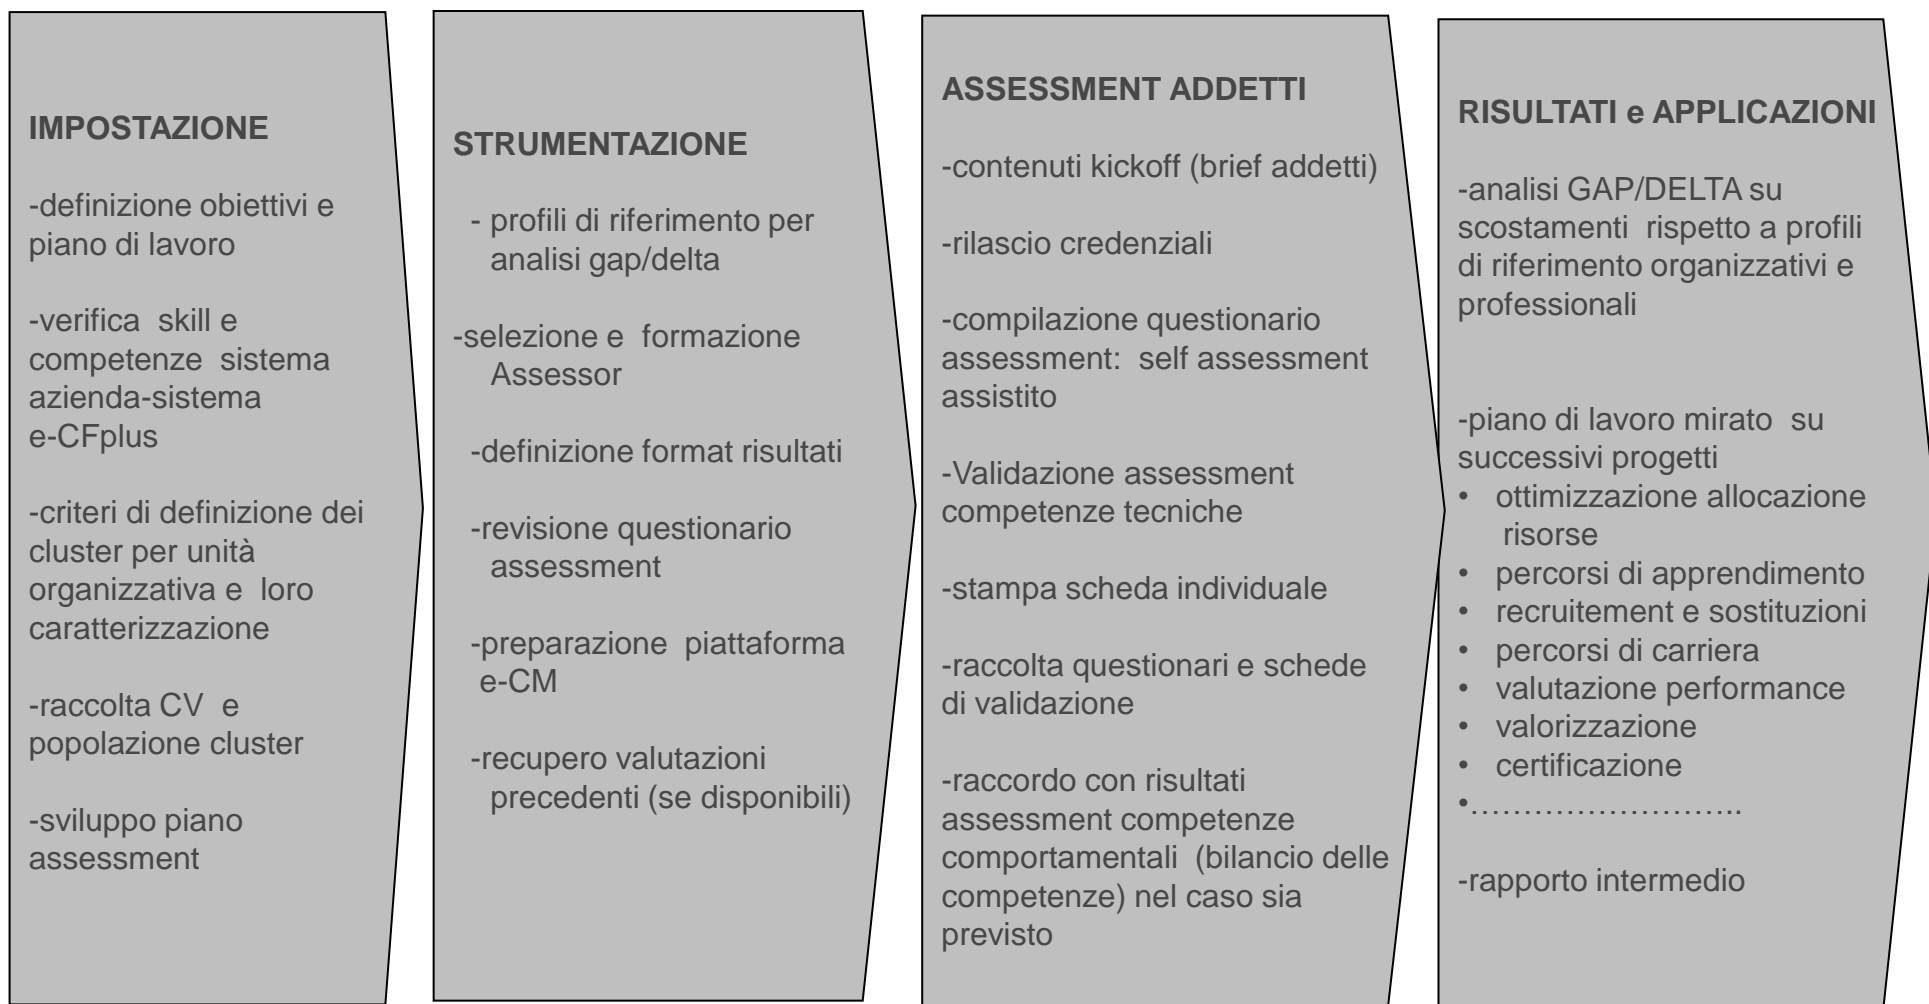 IMPOSTAZIONE
-definizione obiettivi e
piano di lavoro
-verifica skill e
competenze sistema
azienda-sistema
e-CFplus
-criteri di definizione dei
cluster per unità
organizzativa e loro
caratterizzazione
-raccolta CV e
popolazione cluster
-sviluppo piano
assessment
STRUMENTAZIONE
- profili di riferimento per
analisi gap/delta
-selezione e formazione
Assessor
-definizione format risultati
-revisione questionario
assessment
-preparazione piattaforma
e-CM
-recupero valutazioni
precedenti (se disponibili)
ASSESSMENT ADDETTI
-contenuti kickoff (brief addetti)
-rilascio credenziali
-compilazione questionario
assessment: self assessment
assistito
-Validazione assessment
competenze tecniche
-stampa scheda individuale
-raccolta questionari e schede
di validazione
-raccordo con risultati
assessment competenze
comportamentali (bilancio delle
competenze) nel caso sia
previsto
RISULTATI e APPLICAZIONI
-analisi GAP/DELTA su
scostamenti rispetto a profili
di riferimento organizzativi e
professionali
-piano di lavoro mirato su
successivi progetti
• ottimizzazione allocazione
risorse
• percorsi di apprendimento
• recruitement e sostituzioni
• percorsi di carriera
• valutazione performance
• valorizzazione
• certificazione
•……………………..
-rapporto intermedio